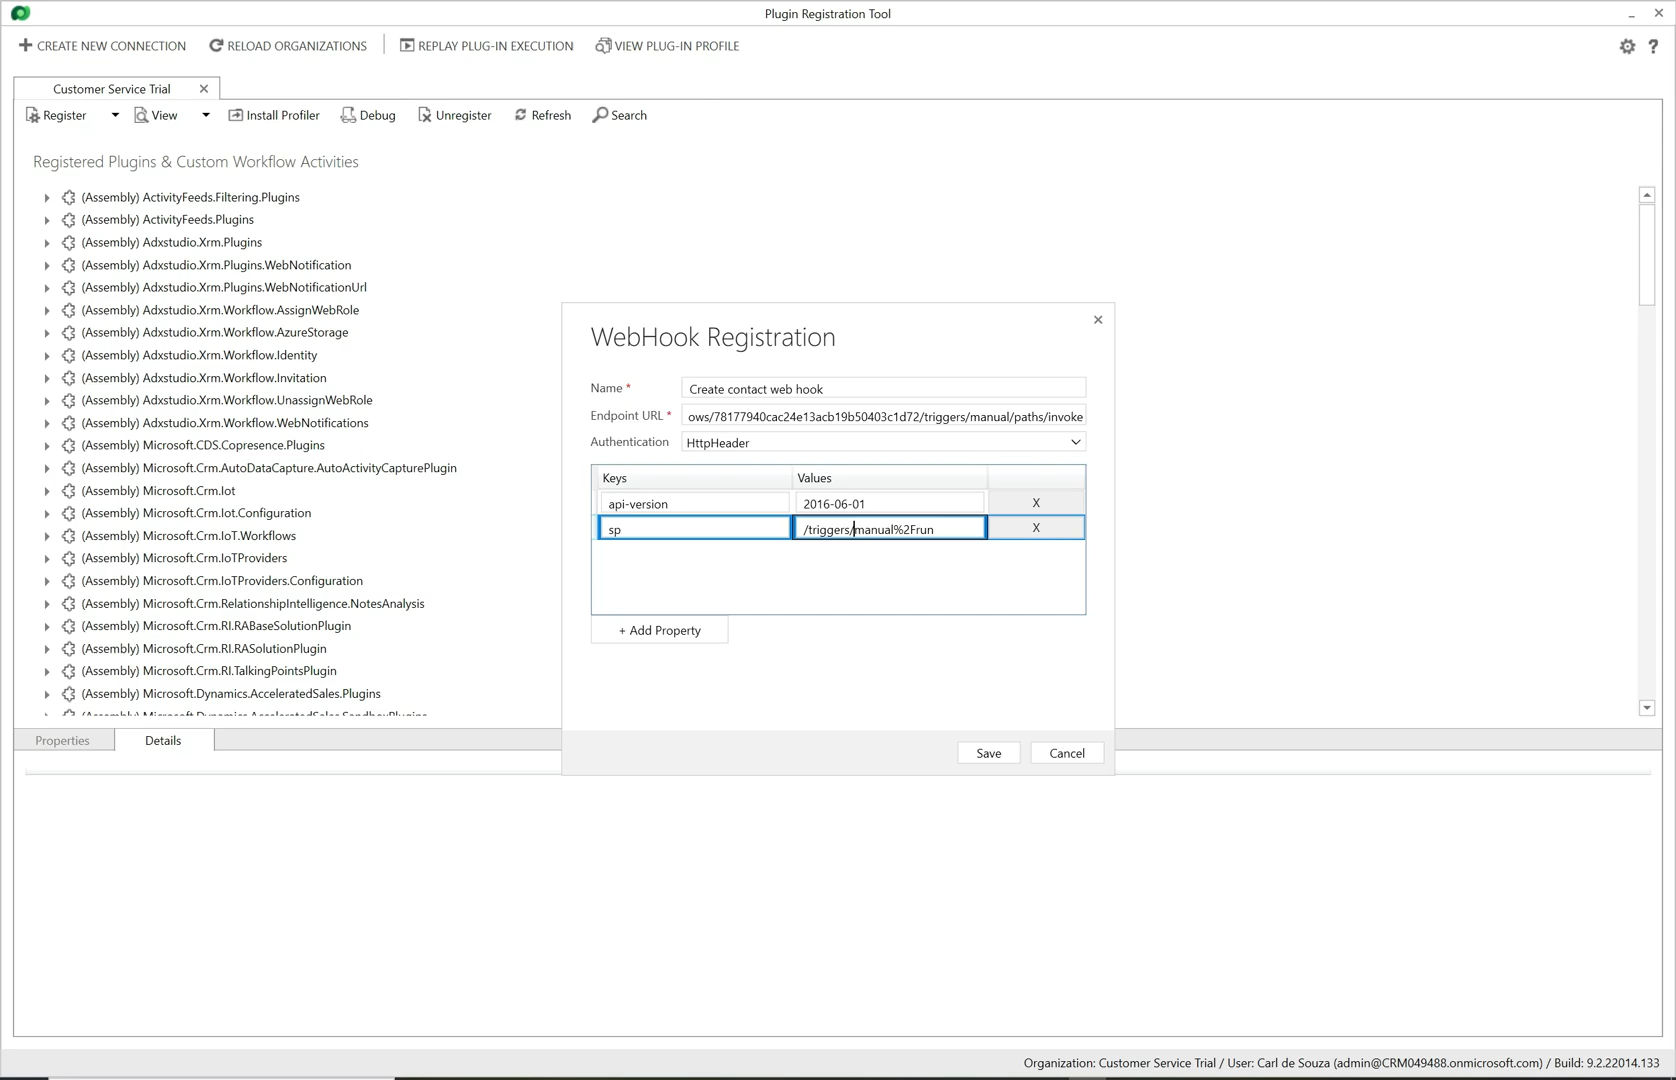 Plugin Registration Tool
CREATE NEW CONNECTION
RELOAD ORGANIZATIONS
REPLAY PLUG-IN EXECUTION
VIEW PLUG-IN PROFILE
?
Customer Service Trial
Register
View
Install Profiler
Debug
Unregister
Refresh
Search
Registered Plugins & Custom Workflow Activities
(Assembly) ActivityFeeds.Filtering.Plugins
(Assembly) ActivityFeeds.Plugins
(Assembly) Adxstudio.Xrm.Plugins
(Assembly) Adxstudio.Xrm.Plugins.WebNotification
(Assembly) Adxstudio.Xrm.Plugins.WebNotificationUrl
(Assembly) Adxstudio.Xrm.Workflow.AssignWebRole
(Assembly) Adxstudio.Xrm.Workflow.AzureStorage
(Assembly) Adxstudio.Xrm.Workflow.Identity
(Assembly) Adxstudio.Xrm.Workflow.Invitation
(Assembly) Adxstudio.Xrm.Workflow.UnassignWebRole
(Assembly) Adxstudio.Xrm.Workflow.WebNotifications
(Assembly) Microsoft.CDS.Copresence.Plugins
(Assembly) Microsoft.Crm.AutoDataCapture.AutoActivityCapturePlugin
(Assembly) Microsoft.Crm.Iot
(Assembly) Microsoft.Crm.Iot.Configuration
(Assembly) Microsoft.Crm.IoT.Workflows
(Assembly) Microsoft.Crm.IoTProviders
(Assembly) Microsoft.Crm.IoTProviders.Configuration
(Assembly) Microsoft.Crm.RelationshipIntelligence.NotesAnalysis
(Assembly) Microsoft.Crm.RI.RABaseSolutionPlugin
(Assembly) Microsoft.Crm.RI.RASolutionPlugin
(Assembly) Microsoft.Crm.RI.TalkingPointsPlugin
(Assembly) Microsoft.Dynamics.AcceleratedSales.Plugins
(Assembly) Microsoft.Dynamics.AcceleratedSales.SandboxPlugins
WebHook Registration
Name *
Create contact web hook
Endpoint URL *
ows/78177940cac24e13acb19b50403c1d72/triggers/manual/paths/invoke
Authentication
HttpHeader
Keys
Values
api-version
2016-06-01
X
sp
/triggers/manual%2Frun
X
+ Add Property
Save
Cancel
Properties
Details
Organization: Customer Service Trial / User: Carl de Souza (admin@CRM049488.onmicrosoft.com) / Build: 9.2.22014.133